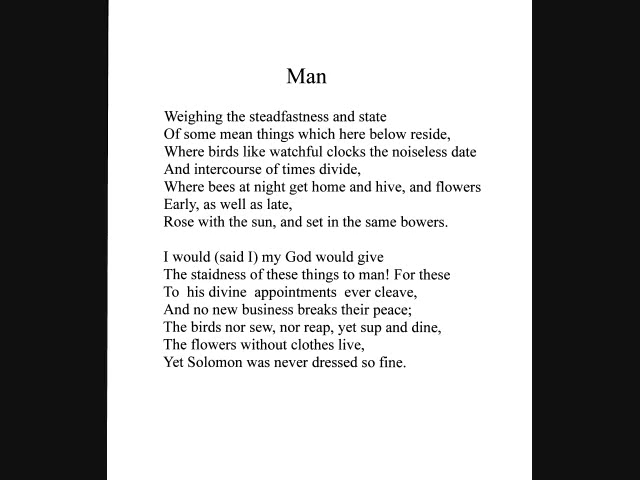 Man
Weighing the steadfastness and state
Of some mean things which here below reside,
Where birds like watchful clocks the noiseless date
And intercourse of times divide,
Where bees at night get home and hive, and flowers
Early, as well as late,
Rose with the sun, and set in the same bowers.
I would (said I) my God would give
The staidness of these things to man! For these
To his divine appointments ever cleave,
And no new business breaks their peace;
The birds nor sew, nor reap, yet sup and dine,
The flowers without clothes live,
Yet Solomon was never dressed so fine.